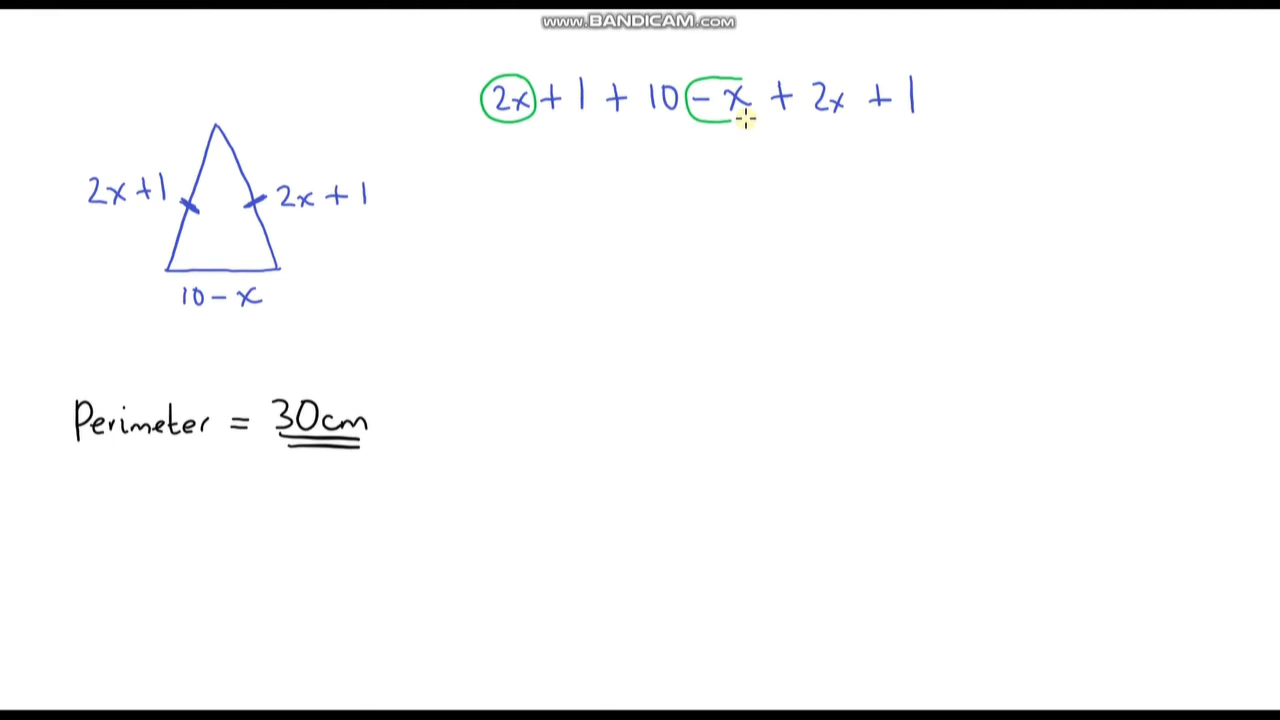 www.BANDICAM.com
2x + 1 + 10 - x + 2x + 1
2x + 1
2x + 1
10 - x
Perimeter = 30cm